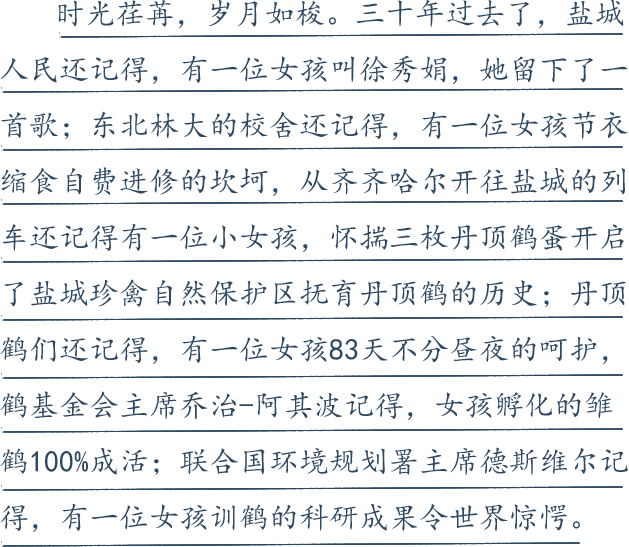 时光荏苒，岁月如梭。三十年过去了，盐城
人民还记得，有一位女孩叫徐秀娟，她留下了一
首歌；东北林大的校舍还记得，有一位女孩节衣
缩食自费进修的坎坷，从齐齐哈尔开往盐城的列
车还记得有一位小女孩，怀揣三枚丹顶鹤蛋开启
了盐城珍禽自然保护区抚育丹顶鹤的历史；丹顶
鹤们还记得，有一位女孩83天不分昼夜的呵护，
鹤基金会主席乔治-阿其波记得，女孩孵化的雏
鹤100%成活；联合国环境规划署主席德斯维尔记
得，有一位女孩训鹤的科研成果令世界惊愕。